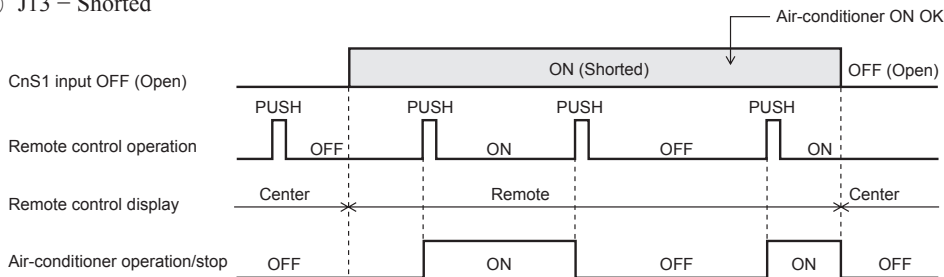 J13 − Shorted
Air-conditioner ON OK
CnS1 input OFF (Open)
ON (Shorted)
OFF (Open)
PUSH PUSH PUSH PUSH
Remote control operation
OFF ON OFF ON
Remote control display
Center Remote Center
Air-conditioner operation/stop
OFF ON OFF ON OFF